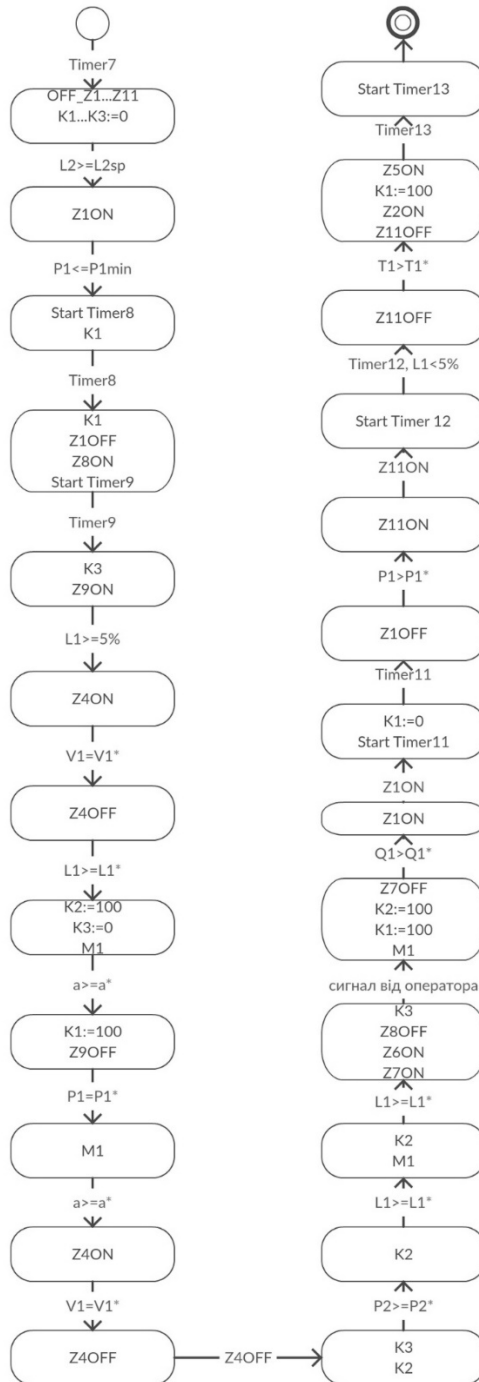 Timer7
OFF_Z1...Z11
K1...K3:=0
L2>=L2sp
Z1ON
P1<=P1min
Start Timer8
K1
Timer8
K1
Z1OFF
Z8ON
Start Timer9
Timer9
K3
Z9ON
L1>=5%
Z4ON
V1=V1*
Z4OFF
L1>=L1*
K2:=100
K3:=0
M1
a>=a*
K1:=100
Z9OFF
P1=P1*
M1
a>=a*
Z4ON
V1=V1*
Z4OFF
Z4OFF
K3
K2
P2>=P2*
K2
L1>=L1*
K2
M1
L1>=L1*
K3
Z8OFF
Z6ON
Z7ON
сигнал від оператора
Z7OFF
K2:=100
K1:=100
M1
Q1>Q1*
Z1ON
Z1ON
K1:=0
Start Timer11
Timer11
Z1OFF
P1>P1*
Z11ON
Z11ON
Start Timer 12
Timer12, L1<5%
Z11OFF
T1>T1*
Z5ON
K1:=100
Z2ON
Z11OFF
Timer13
Start Timer13